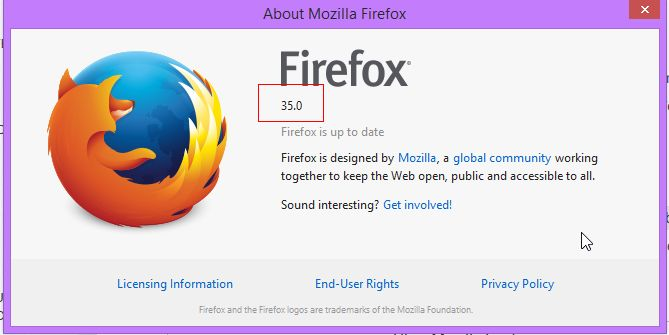 About Mozilla Firefox
Firefox
35.0
Firefox is up to date
Firefox is designed by Mozilla, a global community working
together to keep the Web open, public and accessible to all.
Sound interesting? Get involved!
Licensing Information End-User Rights Privacy Policy
Firefox and the Firefox logos are trademarks of the Mozilla Foundation.